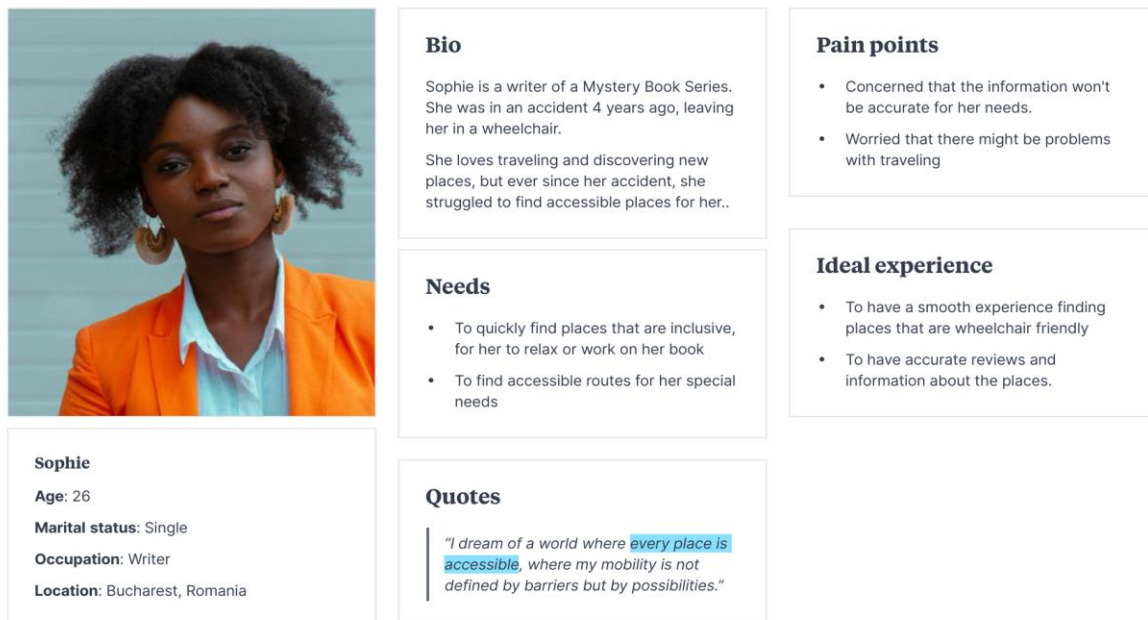 Sophie
Age: 26
Marital status: Single
Occupation: Writer
Location: Bucharest, Romania
Bio
Sophie is a writer of a Mystery Book Series.
She was in an accident 4 years ago, leaving
her in a wheelchair.
She loves traveling and discovering new
places, but ever since her accident, she
struggled to find accessible places for her..
Needs
• To quickly find places that are inclusive,
for her to relax or work on her book
• To find accessible routes for her special
needs
Quotes
“I dream of a world where every place is
accessible, where my mobility is not
defined by barriers but by possibilities.”
Pain points
• Concerned that the information won't
be accurate for her needs.
• Worried that there might be problems
with traveling
Ideal experience
• To have a smooth experience finding
places that are wheelchair friendly
• To have accurate reviews and
information about the places.